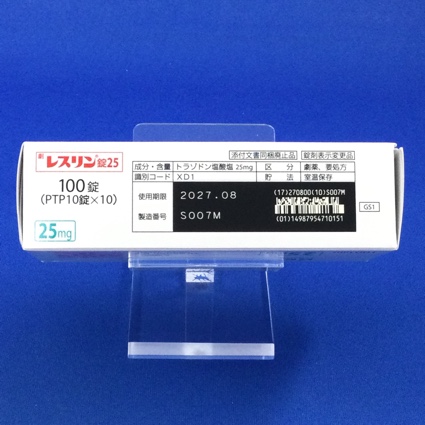 劇 レスリン錠25
100錠
(PTP10錠×10)
25mg
添付文書同梱廃止品 錠剤表示変更品
成分・含量 トラゾドン塩酸塩 25mg 区分 劇薬、要処方
識別コード XD1 貯法 室温保存
使用期限 2027.08
製造番号 S007M
(17)270800(10)S007M
(01)14987954710151
GS1